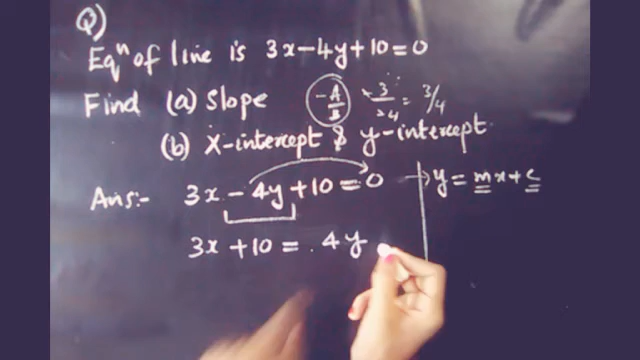 Q)
Eqⁿ of line is 3x-4y+10=0
Find (a) Slope -A/B -3/-4 = 3/4
(b) X-intercept & y-intercept.
Ans:- 3x-4y+10=0 → y = mx+c
3x+10 = 4y